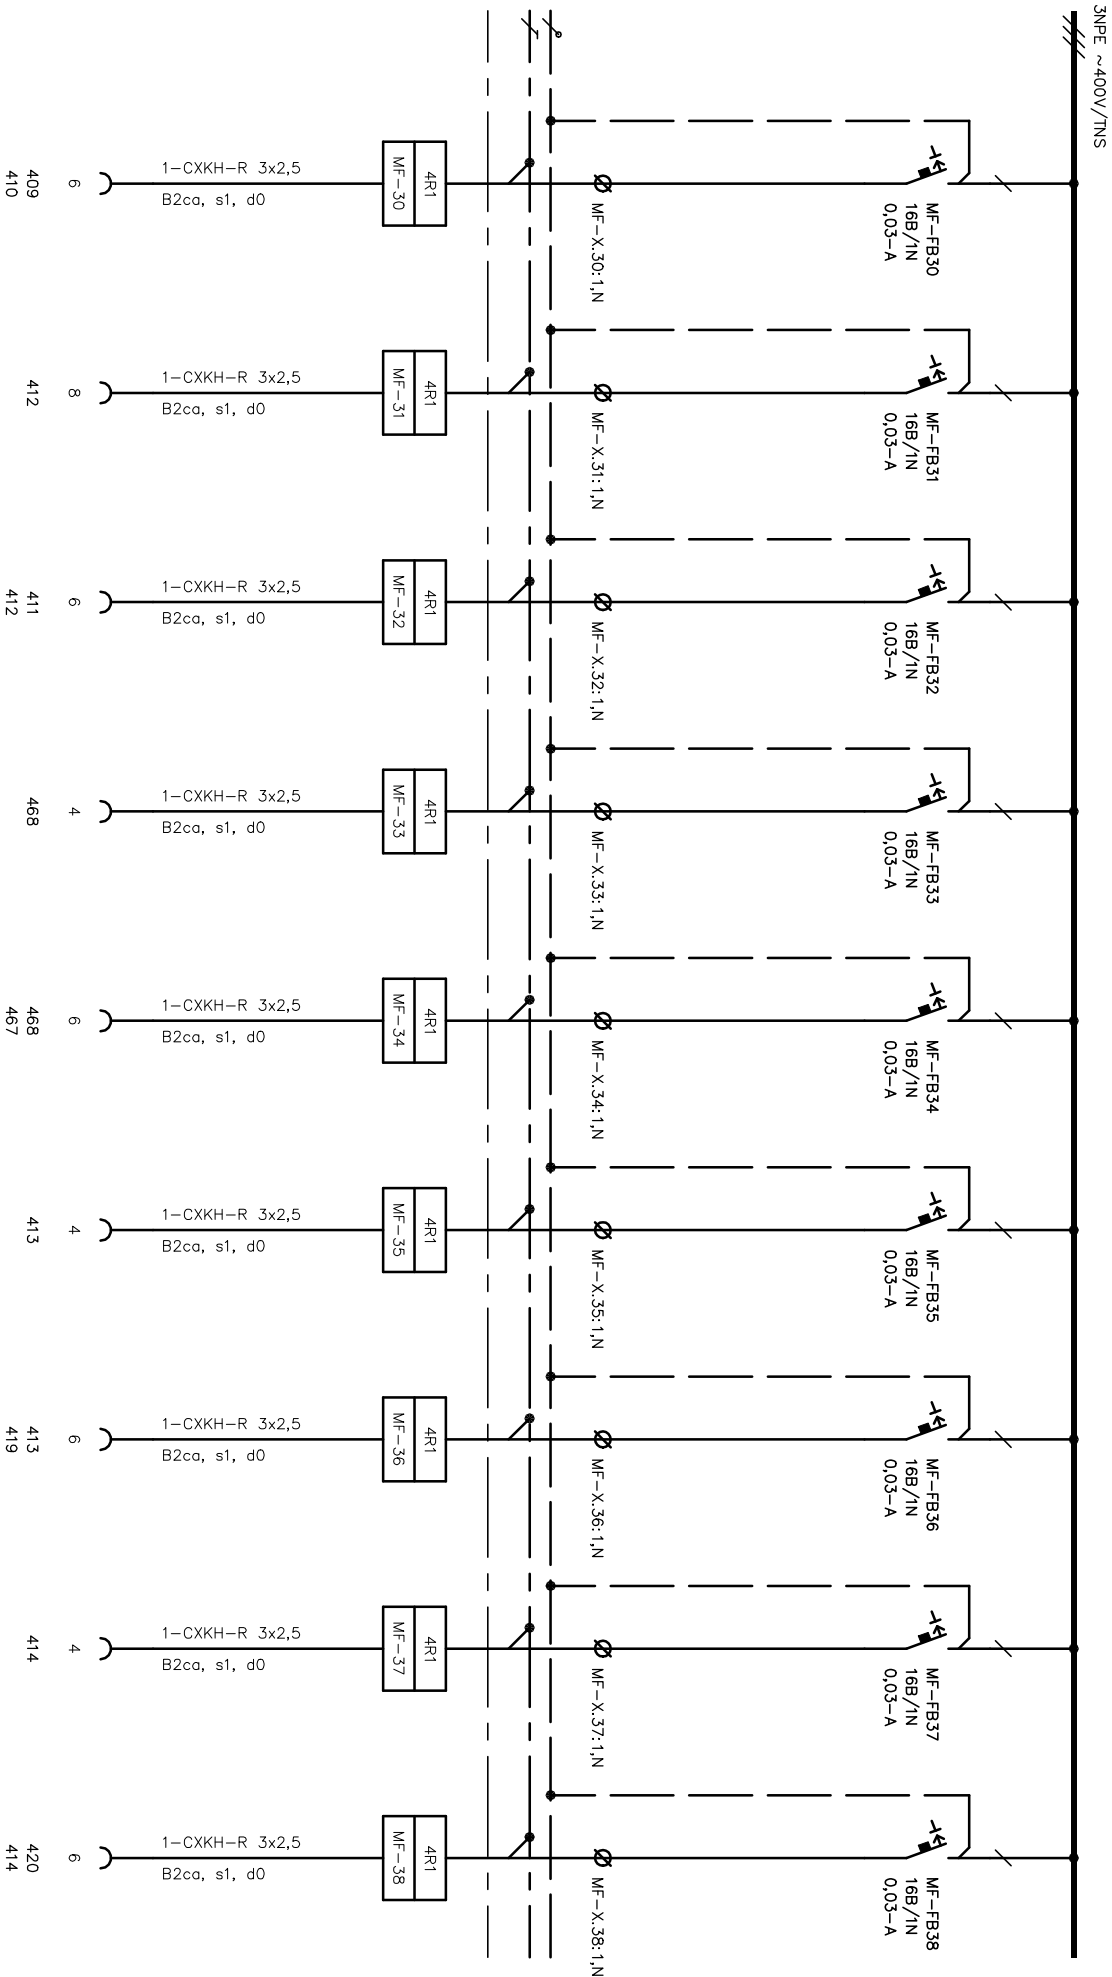 3NPE ~400V/TNS
MF-FB30
16B/1N
0,03-A
MF-X.30:1,N
4R1
MF-30
1-CXKH-R 3x2,5
B2ca, s1, d0
6
409
410
MF-FB31
16B/1N
0,03-A
MF-X.31:1,N
4R1
MF-31
1-CXKH-R 3x2,5
B2ca, s1, d0
8
412
MF-FB32
16B/1N
0,03-A
MF-X.32:1,N
4R1
MF-32
1-CXKH-R 3x2,5
B2ca, s1, d0
6
411
412
MF-FB33
16B/1N
0,03-A
MF-X.33:1,N
4R1
MF-33
1-CXKH-R 3x2,5
B2ca, s1, d0
4
468
MF-FB34
16B/1N
0,03-A
MF-X.34:1,N
4R1
MF-34
1-CXKH-R 3x2,5
B2ca, s1, d0
6
468
467
MF-FB35
16B/1N
0,03-A
MF-X.35:1,N
4R1
MF-35
1-CXKH-R 3x2,5
B2ca, s1, d0
4
413
MF-FB36
16B/1N
0,03-A
MF-X.36:1,N
4R1
MF-36
1-CXKH-R 3x2,5
B2ca, s1, d0
6
413
419
MF-FB37
16B/1N
0,03-A
MF-X.37:1,N
4R1
MF-37
1-CXKH-R 3x2,5
B2ca, s1, d0
4
414
MF-FB38
16B/1N
0,03-A
MF-X.38:1,N
4R1
MF-38
1-CXKH-R 3x2,5
B2ca, s1, d0
6
420
414